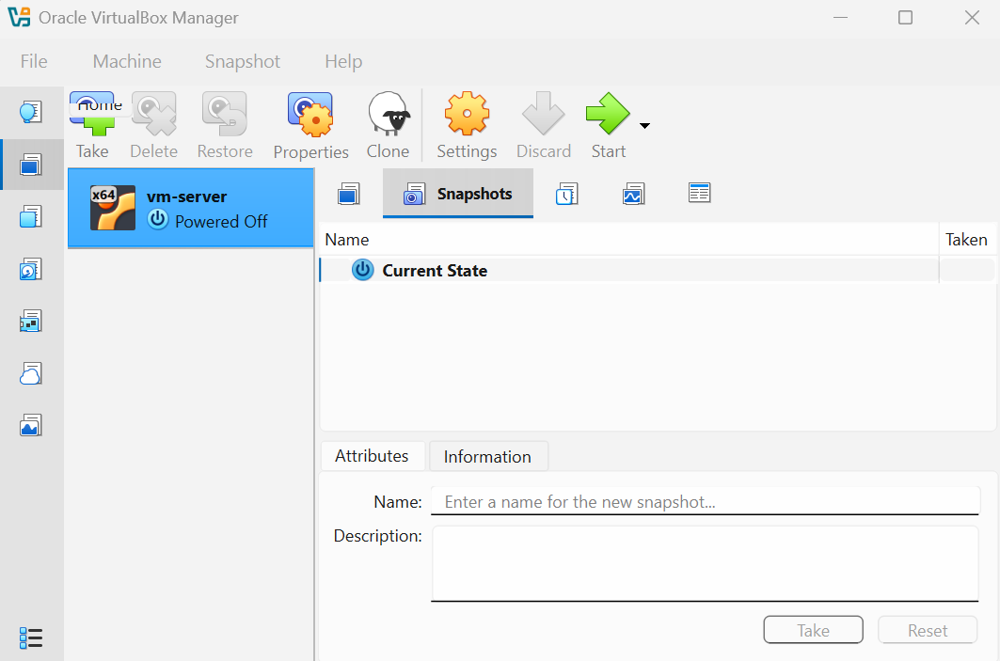 Oracle VirtualBox Manager
File Machine Snapshot Help
Home
Take Delete Restore Properties Clone Settings Discard Start
x64 vm-server
Powered Off
Snapshots
Name Taken
Current State
Attributes Information
Name: Enter a name for the new snapshot...
Description:
Take Reset